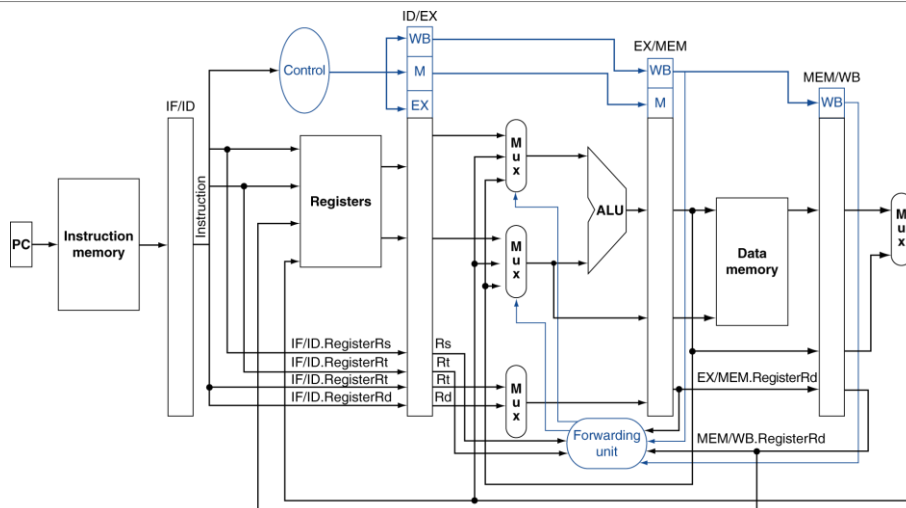 ID/EX
WB
EX/MEM
Control
M
WB
MEM/WB
IF/ID
EX
M
WB
M
u
x
Registers
ALU
Instruction
PC
Instruction
memory
M
u
x
Data
memory
M
u
x
IF/ID.RegisterRs
Rs
IF/ID.RegisterRt
Rt
IF/ID.RegisterRt
Rt
IF/ID.RegisterRd
Rd
M
u
x
EX/MEM.RegisterRd
Forwarding
unit
MEM/WB.RegisterRd